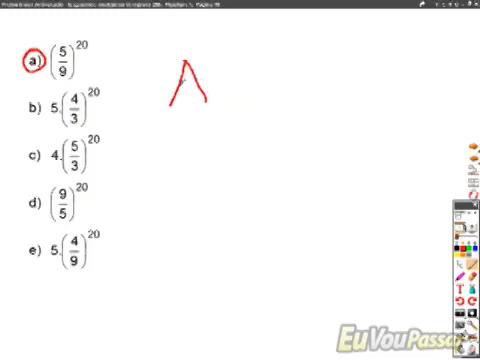 a) (5/9)^20
b) 5.(4/3)^20
c) 4.(5/3)^20
d) (9/5)^20
e) 5.(4/9)^20
EuVouPassar